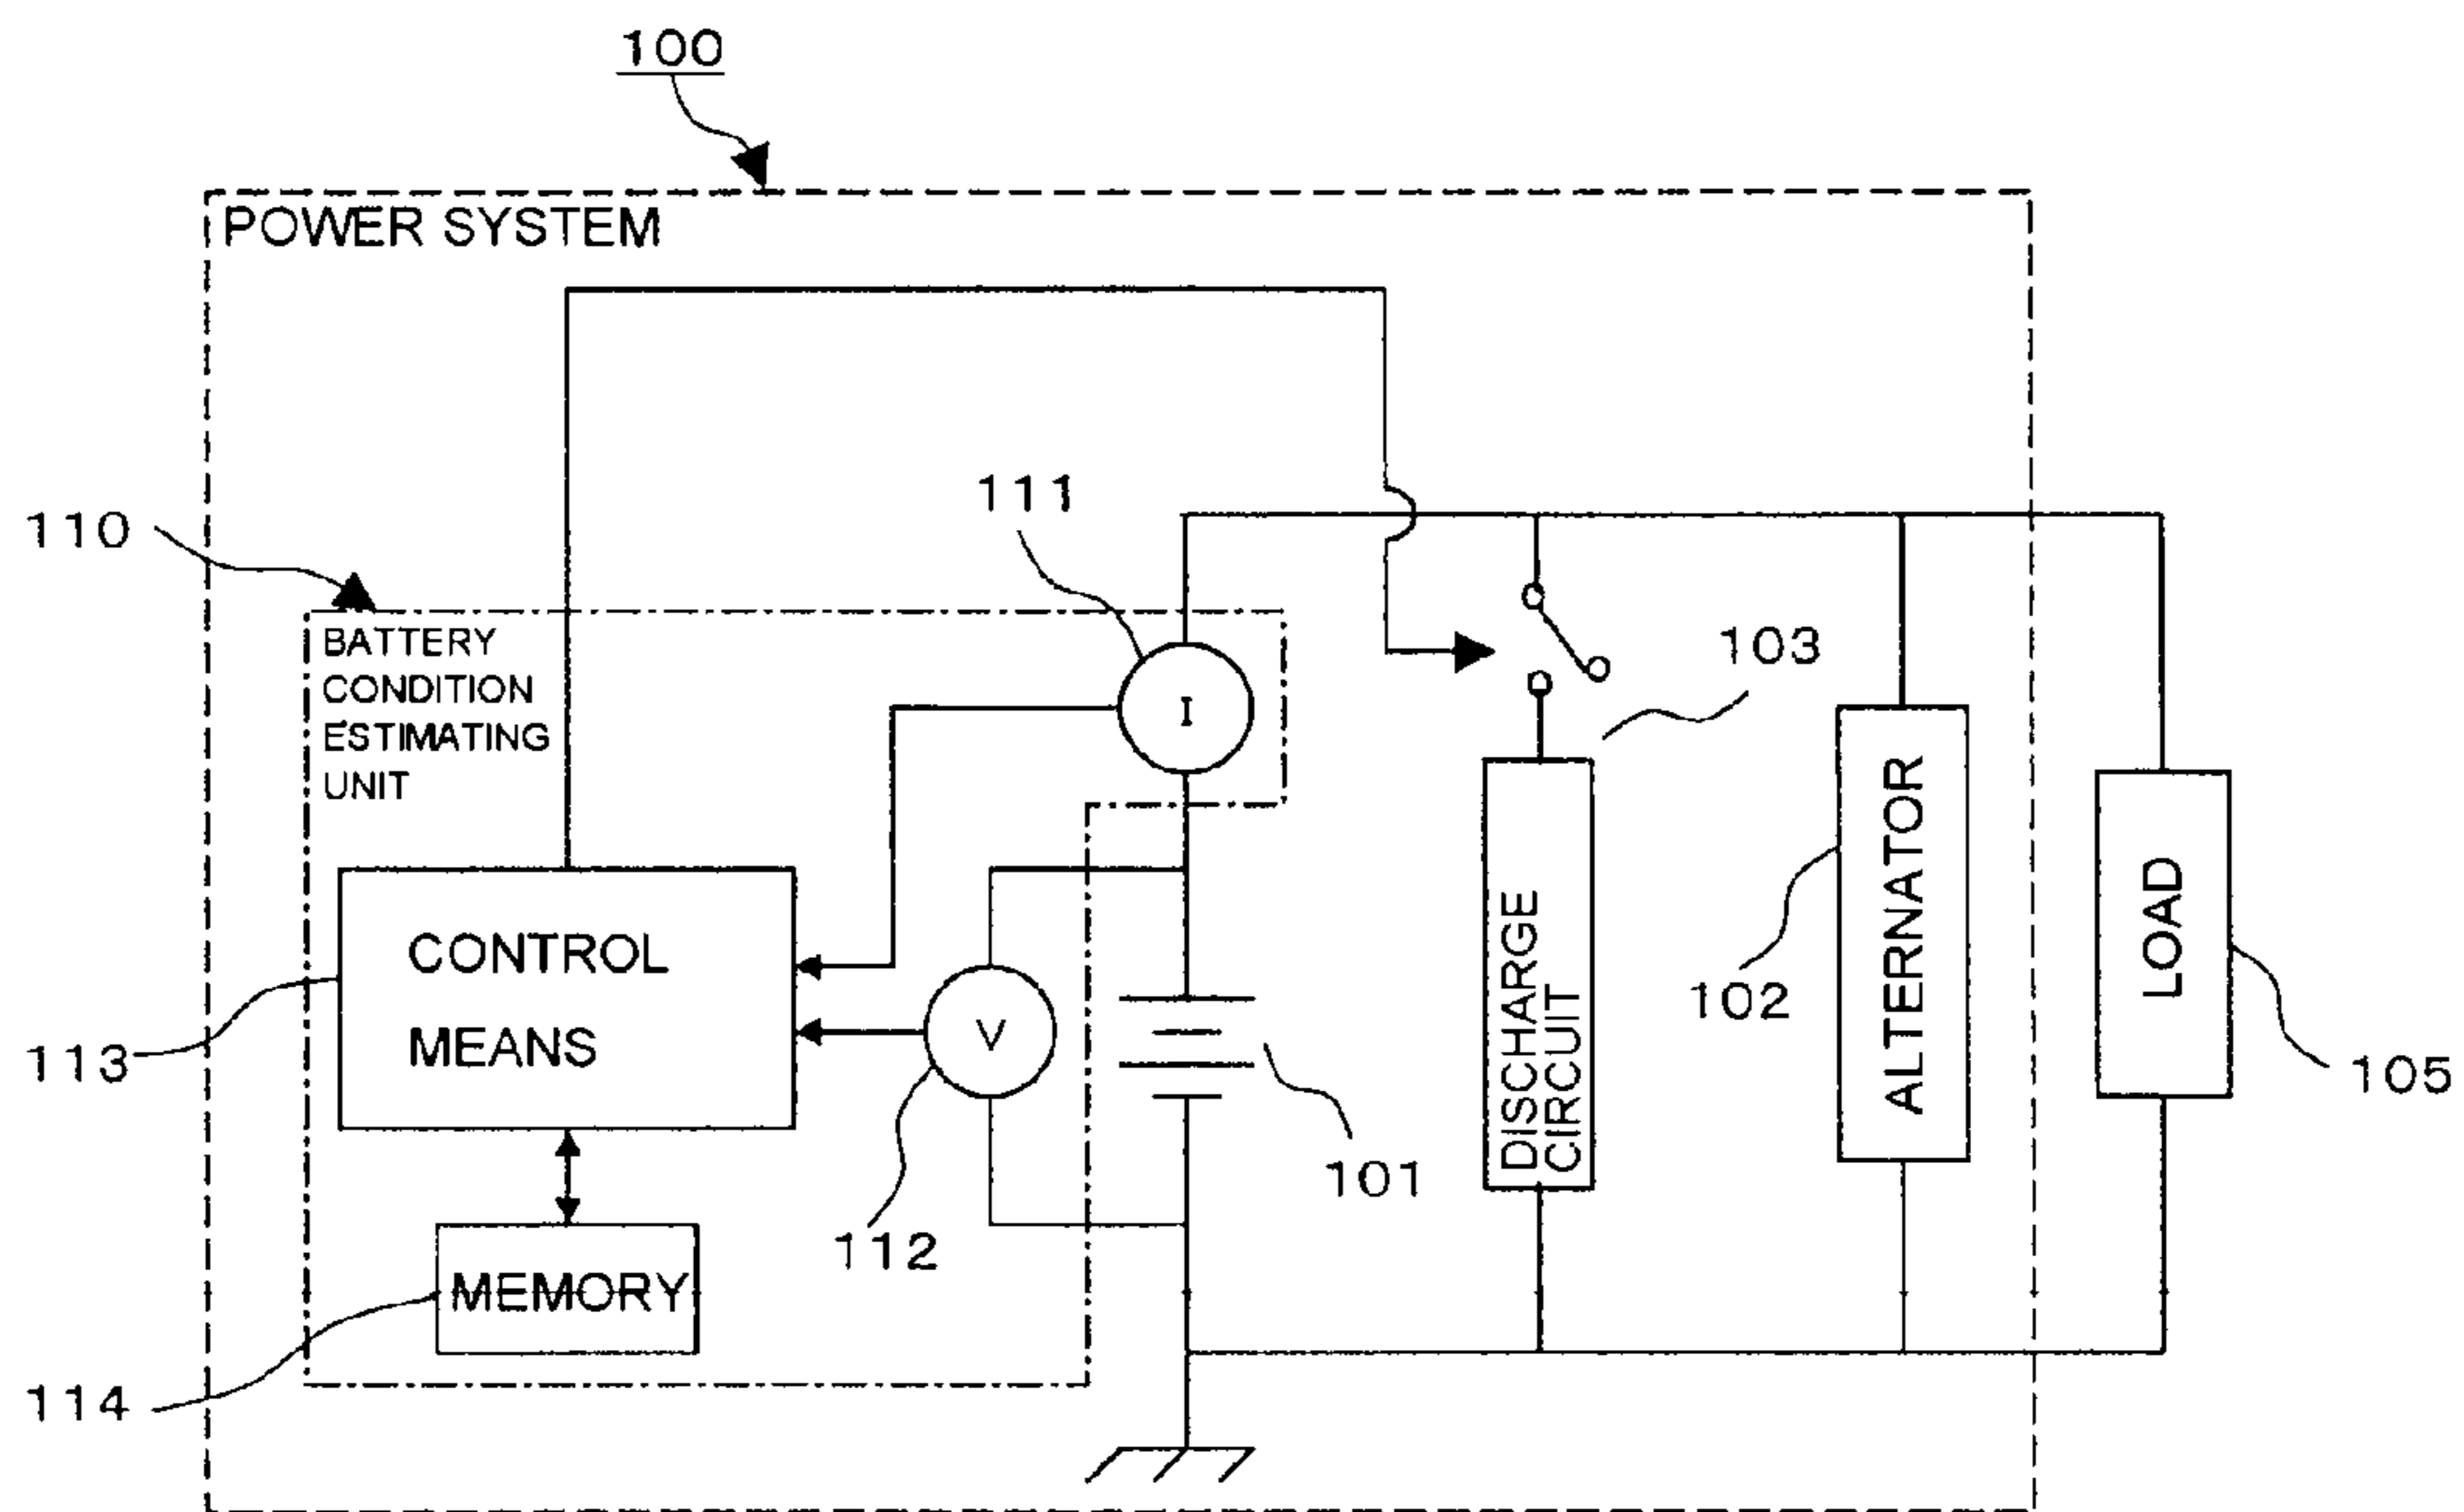 100
POWER SYSTEM
111
110
BATTERY
CONDITION
ESTIMATING
UNIT
I
103
CONTROL
MEANS
V
DISCHARGE
CIRCUIT
ALTERNATOR
LOAD
102
113
105
101
112
MEMORY
114